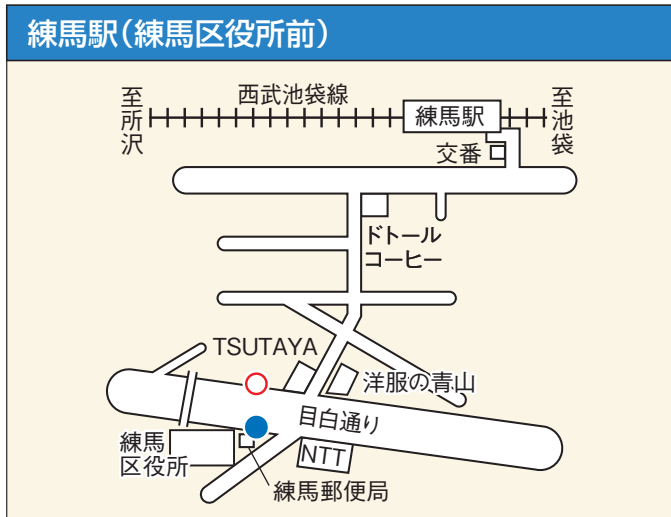 練馬駅(練馬区役所前)
西武池袋線
至所沢
練馬駅
至池袋
交番
ドトール
コーヒー
TSUTAYA
洋服の青山
目白通り
練馬
区役所
NTT
練馬郵便局